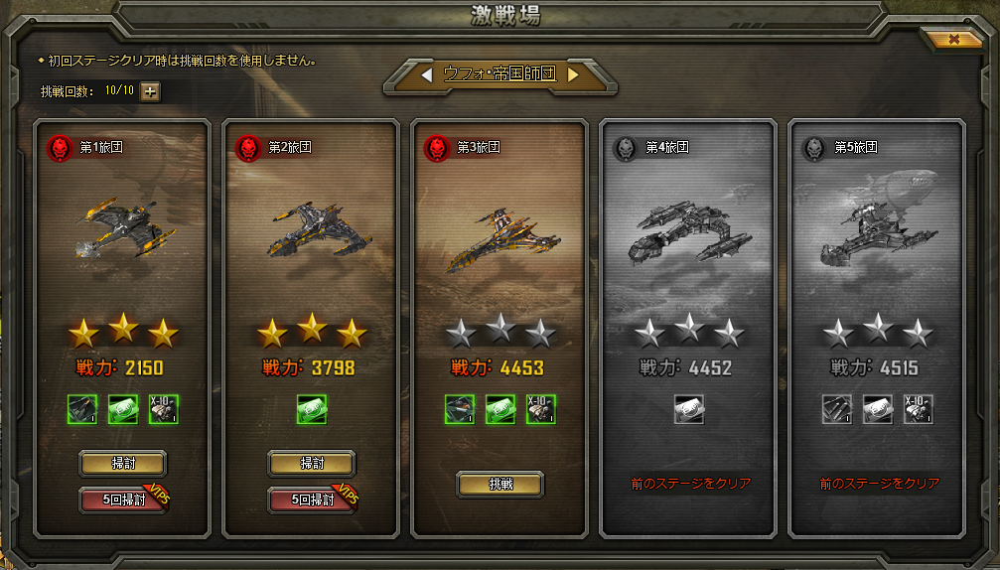 激戦場
初回ステージクリア時は挑戦回数を使用しません。
挑戦回数: 10/10
ウフォ・帝国師団
第1旅団
第2旅団
第3旅団
第4旅団
第5旅団
戦力: 2150
戦力: 3798
戦力: 4453
戦力: 4452
戦力: 4515
I
X-10
I
I
X-10
I
I
X-10
I
掃討
掃討
挑戦
前のステージをクリア
前のステージをクリア
5回掃討
VIP5
5回掃討
VIP5